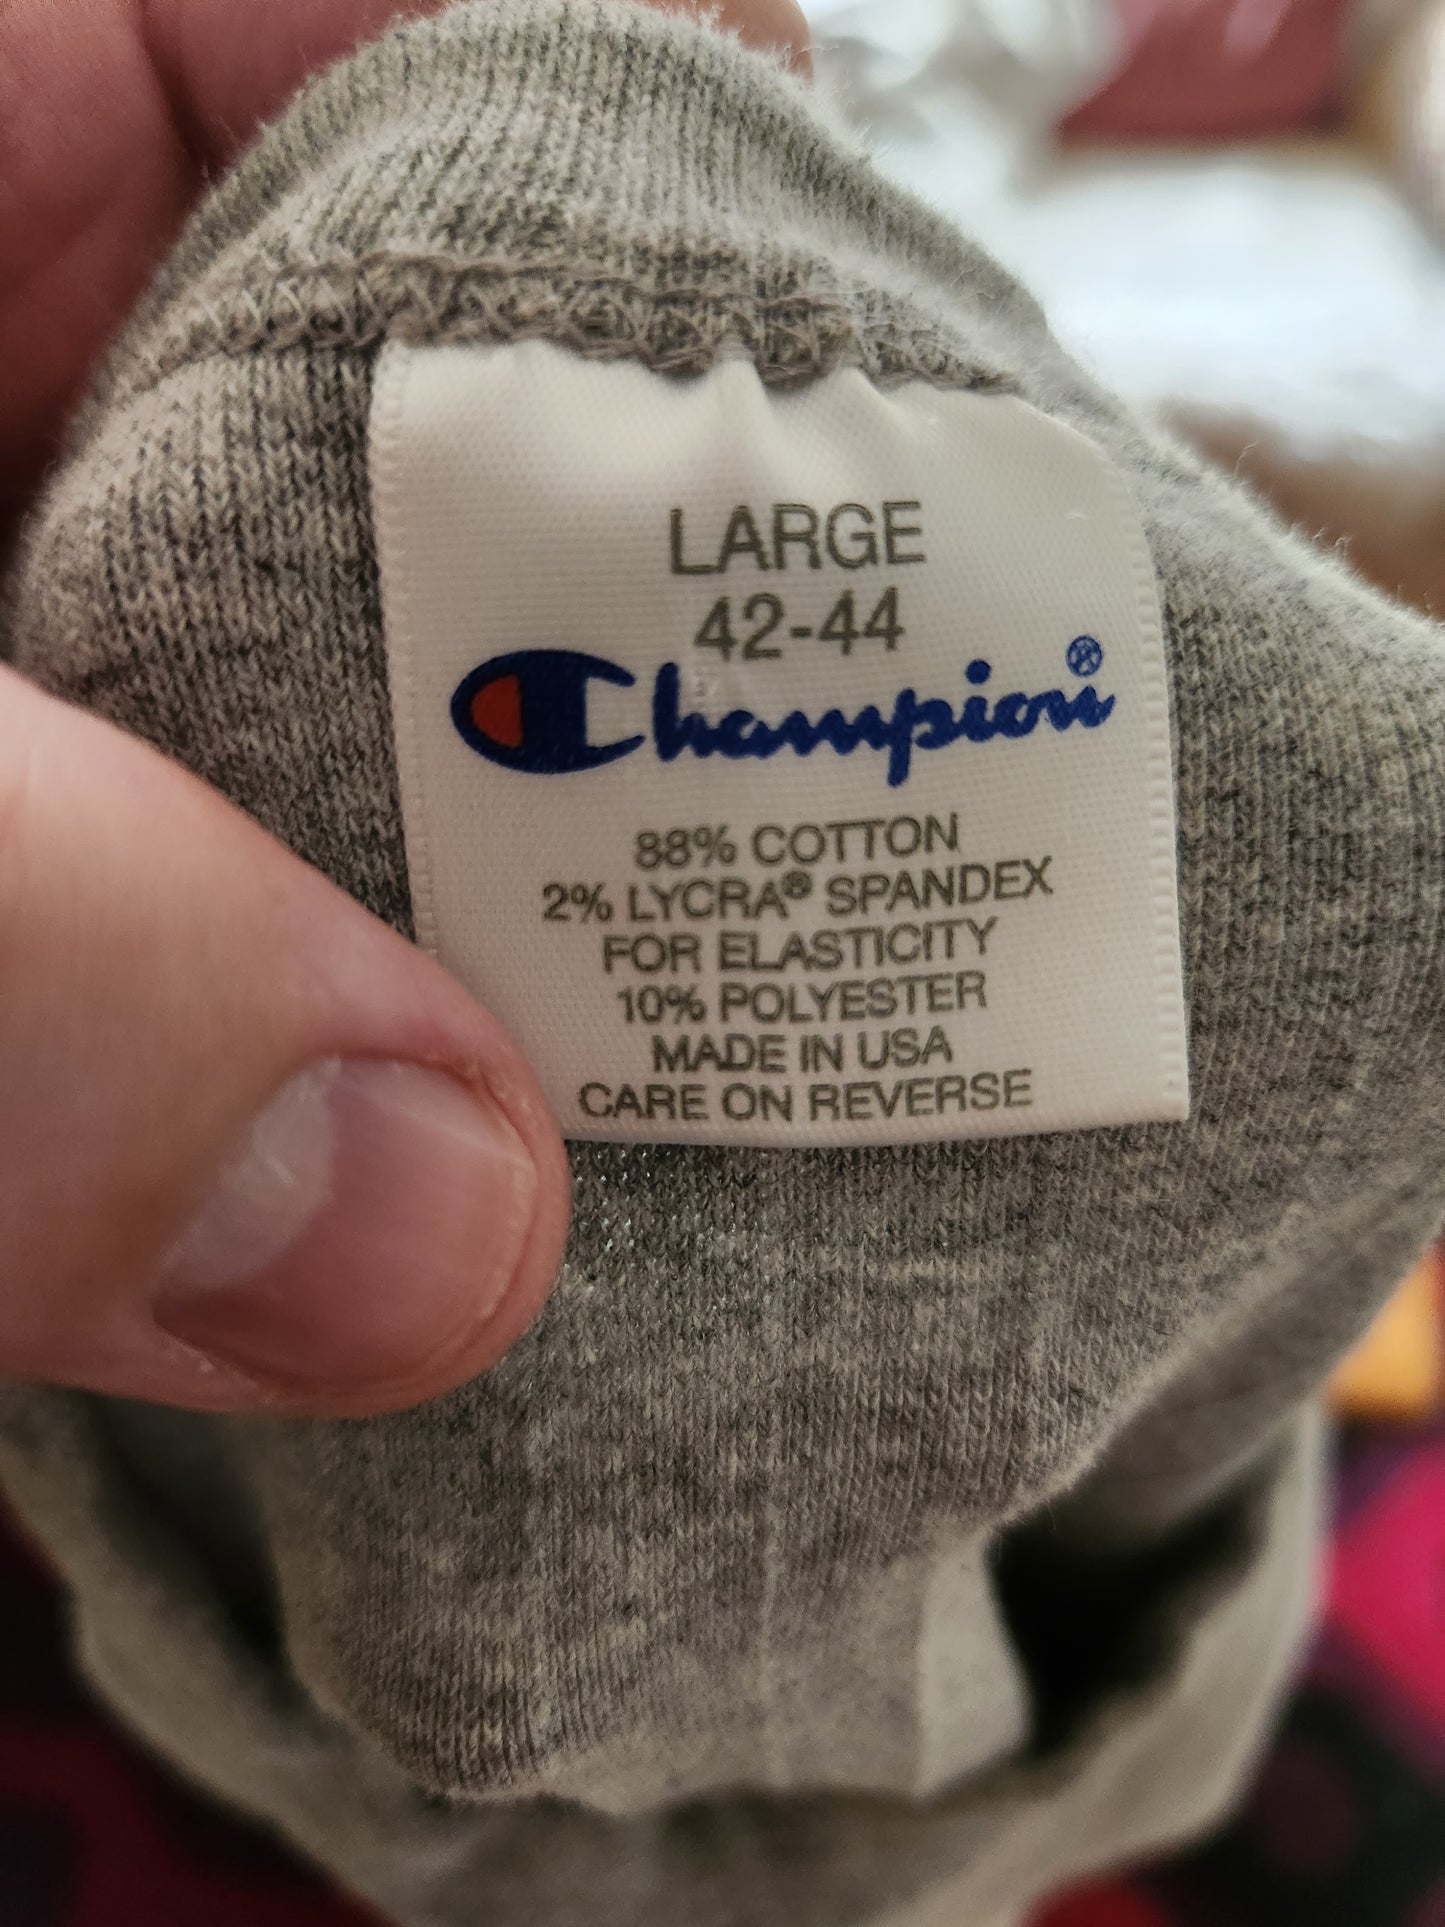 LARGE
42-44
Champion®
88% COTTON
2% LYCRA® SPANDEX
FOR ELASTICITY
10% POLYESTER
MADE IN USA
CARE ON REVERSE